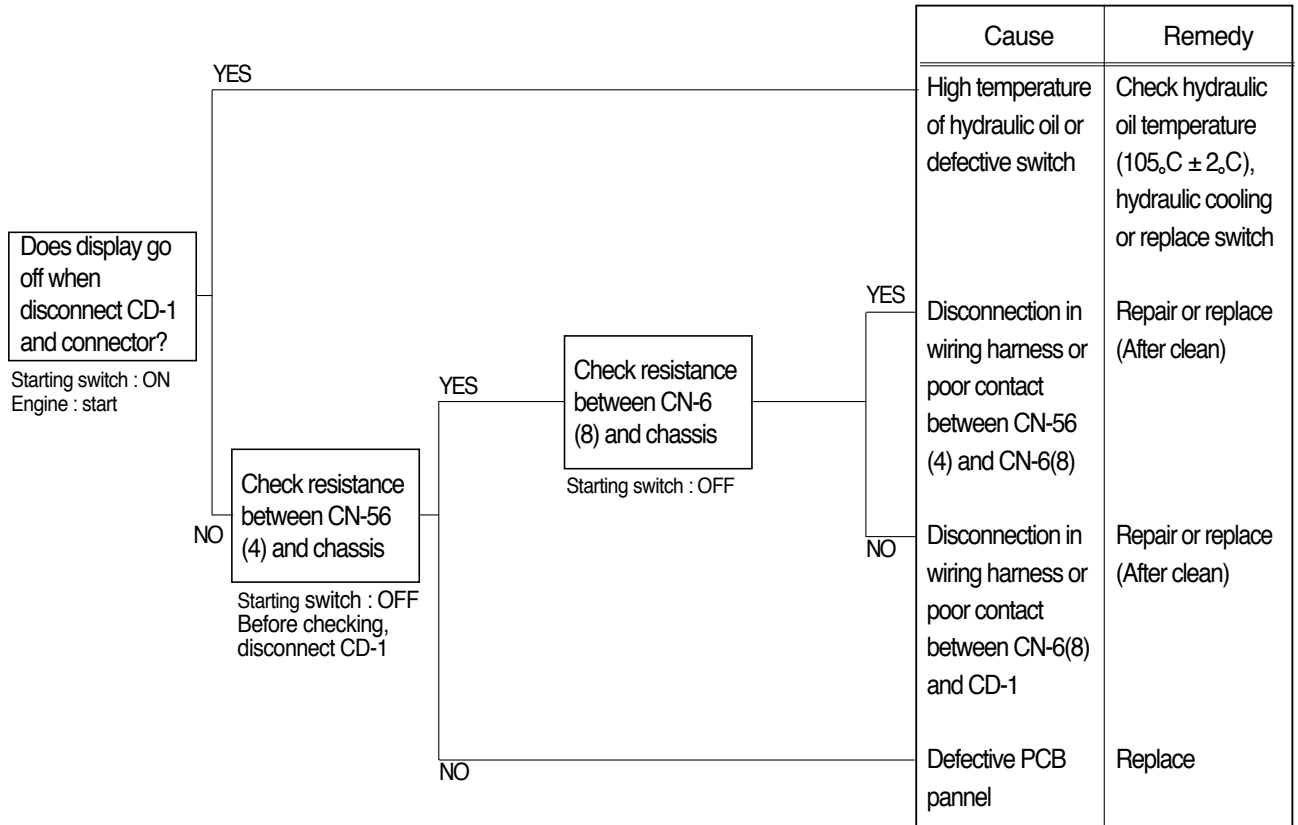 Does display go
off when
disconnect CD-1
and connector?
Starting switch : ON
Engine : start
YES
NO
Check resistance
between CN-56
(4) and chassis
Starting switch : OFF
Before checking,
disconnect CD-1
YES
NO
Check resistance
between CN-6
(8) and chassis
Starting switch : OFF
YES
NO
Cause
Remedy
High temperature
of hydraulic oil or
defective switch
Check hydraulic
oil temperature
(105˳C ± 2˳C),
hydraulic cooling
or replace switch
Disconnection in
wiring harness or
poor contact
between CN-56
(4) and CN-6(8)
Repair or replace
(After clean)
Disconnection in
wiring harness or
poor contact
between CN-6(8)
and CD-1
Repair or replace
(After clean)
Defective PCB
pannel
Replace